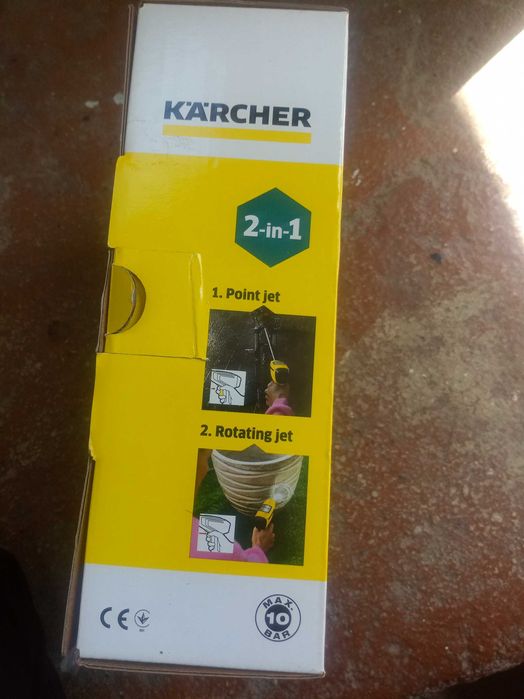 KÄRCHER
2-in-1
1. Point jet
2. Rotating jet
CE
MAX.
10
BAR